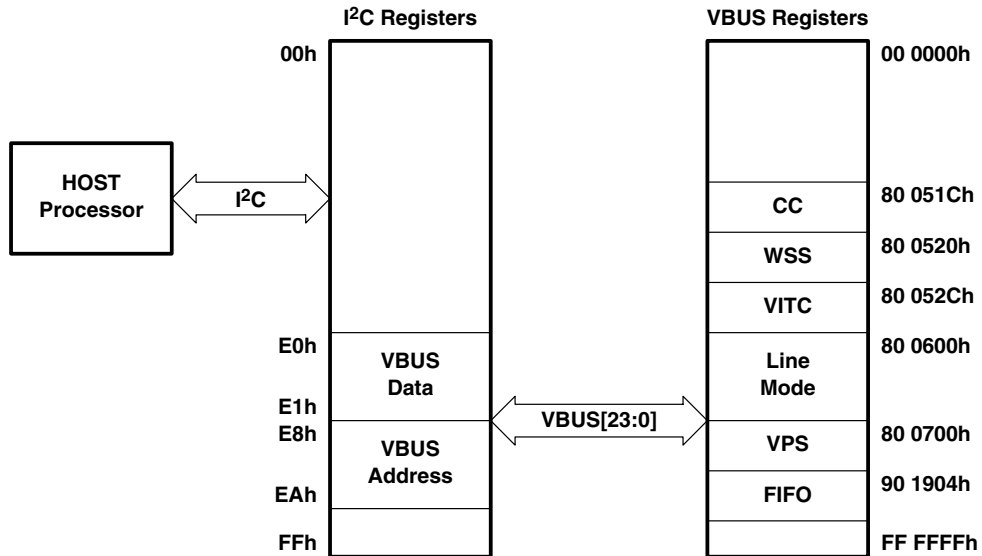 I²C Registers
VBUS Registers
00h
00 0000h
HOST
Processor
I²C
CC
80 051Ch
WSS
80 0520h
VITC
80 052Ch
E0h
VBUS
Data
E1h
Line
Mode
80 0600h
VBUS[23:0]
E8h
VBUS
Address
EAh
VPS
80 0700h
FIFO
90 1904h
FFh
FF FFFFh